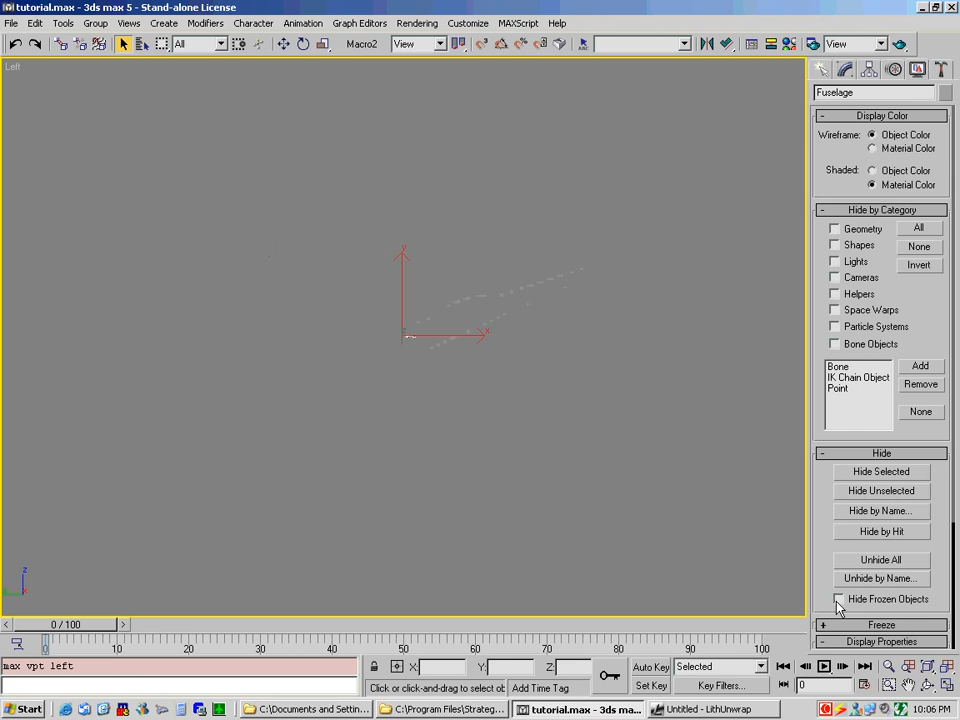 tutorial.max - 3ds max 5 - Stand-alone License
File Edit Tools Group Views Create Modifiers Character Animation Graph Editors Rendering Customize MAXScript Help
All Macro2 View View
Left
Fuselage
- Display Color
Wireframe: Object Color
Material Color
Shaded: Object Color
Material Color
- Hide by Category
Geometry All
Shapes None
Lights Invert
Cameras
Helpers
Space Warps
Particle Systems
Bone Objects
Bone Add
IK Chain Object Remove
Point
None
- Hide
Hide Selected
Hide Unselected
Hide by Name...
Hide by Hit
Unhide All
Unhide by Name...
Hide Frozen Objects
+ Freeze
- Display Properties
y
x
z
< 0 / 100 >
0 10 20 30 40 50 60 70 80 90 100
max vpt left
X: Y: Z: Auto Key Selected
Click or click-and-drag to select ob Add Time Tag Set Key Key Filters... 0
Start C:\Documents and Settin... C:\Program Files\Strateg... tutorial.max - 3ds ma... Untitled - LithUnwrap 10:06 PM